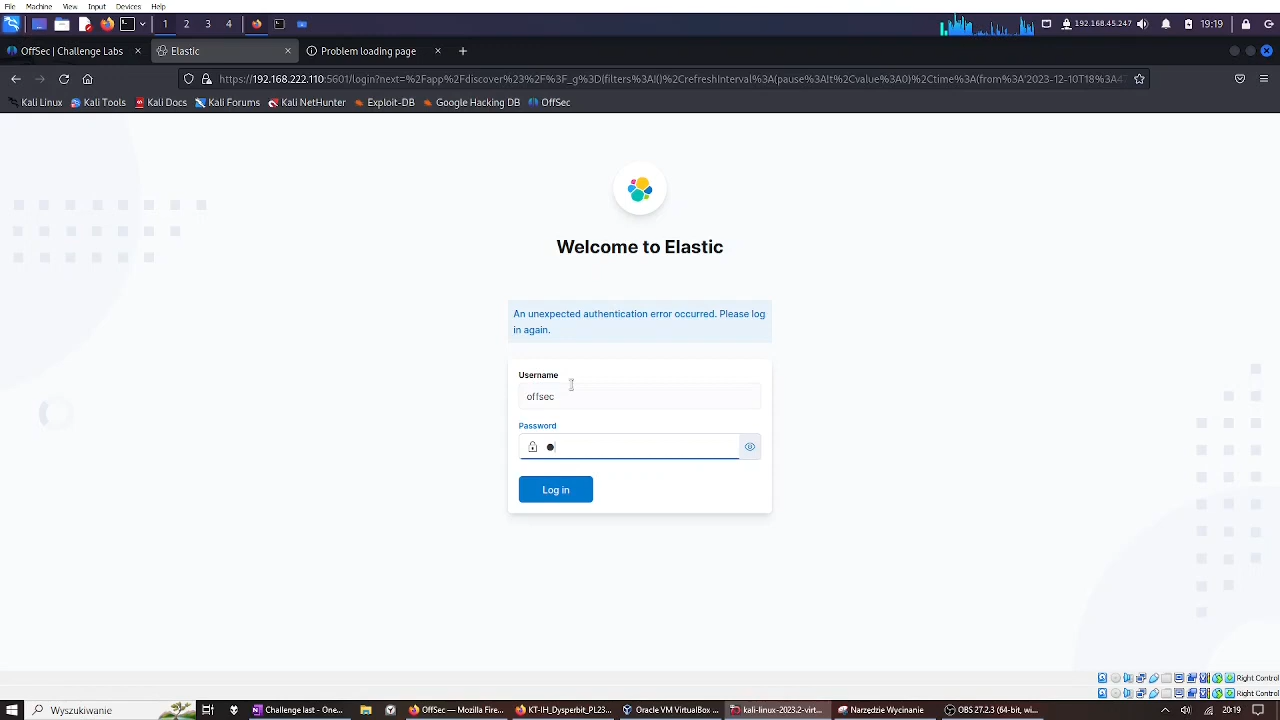 File Machine View Input Devices Help
1 2 3 4 192.168.45.247 19:19
OffSec | Challenge Labs Elastic Problem loading page
https://192.168.222.110:5601/login?next=%2Fapp%2Fdiscover%23%2F%3F_g%3D(filters%3A!()%2CrefreshInterval%3A(pause%3A!t%2Cvalue%3A0)%2Ctime%3A(from%3A'2023-12-10T18%3A4
Kali Linux Kali Tools Kali Docs Kali Forums Kali NetHunter Exploit-DB Google Hacking DB OffSec
Welcome to Elastic
An unexpected authentication error occurred. Please log
in again.
Username
offsec
Password
Log in
Right Control
Right Control
Wyszukiwanie Challenge last - One... OffSec — Mozilla Fire... KT-IH_Dysperbit_PL23... Oracle VM VirtualBox ... kali-linux-2023.2-virt... Narzędzie Wycinanie OBS 27.2.3 (64-bit, wi... 20:19